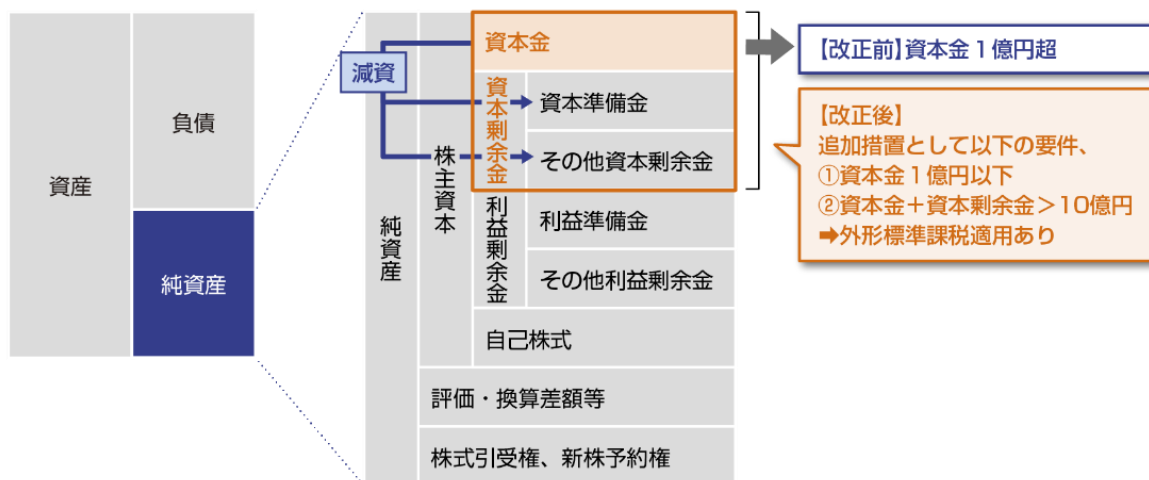 資産
負債
純資産
減資
純資産
株主資本
資本金
資本剰余金
資本準備金
その他資本剰余金
利益剰余金
利益準備金
その他利益剰余金
自己株式
評価・換算差額等
株式引受権、新株予約権
【改正前】資本金1億円超
【改正後】
追加措置として以下の要件、
①資本金1億円以下
②資本金＋資本剰余金＞10億円
➡外形標準課税適用あり